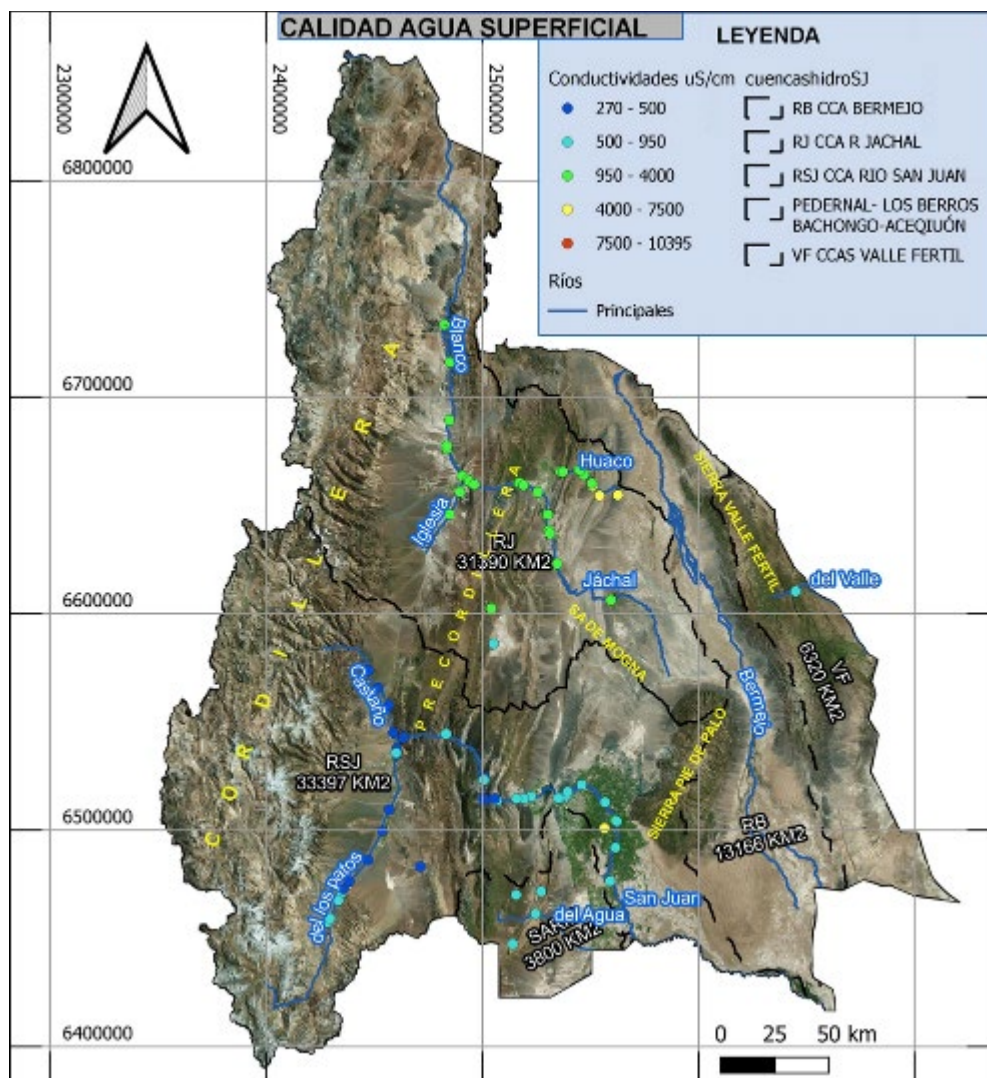 CALIDAD AGUA SUPERFICIAL
LEYENDA
Conductividades uS/cm
270 - 500
500 - 950
950 - 4000
4000 - 7500
7500 - 10395
Ríos
Principales
cuencashidroSJ
RB CCA BERMEJO
RJ CCA R JACHAL
RSJ CCA RIO SAN JUAN
PEDERNAL- LOS BERROS
BACHONGO-ACEQIUÓN
VF CCAS VALLE FERTIL
2300000
2400000
2500000
6800000
6700000
6600000
6500000
6400000
Blanco
Huaco
Iglesia
RJ
31390 KM2
Jáchal
SA DE MOGNA
SIERRA VALLE FERTIL
del Valle
VF
6320 KM2
CORDILLERA
PRECORDILLERA
Castaño
RSJ
33397 KM2
Bermejo
SIERRA PIE DE PALO
RB
13166 KM2
del los patos
San Juan
del Agua
3800 KM2
0 25 50 km